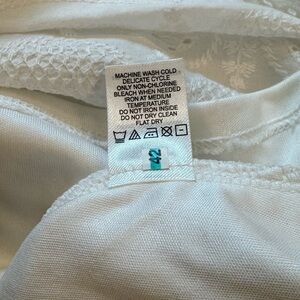 MACHINE WASH COLD
DELICATE CYCLE
ONLY NON-CHLORINE
BLEACH WHEN NEEDED
IRON AT MEDIUM
TEMPERATURE
DO NOT IRON INSIDE
DO NOT DRY CLEAN
FLAT DRY
42